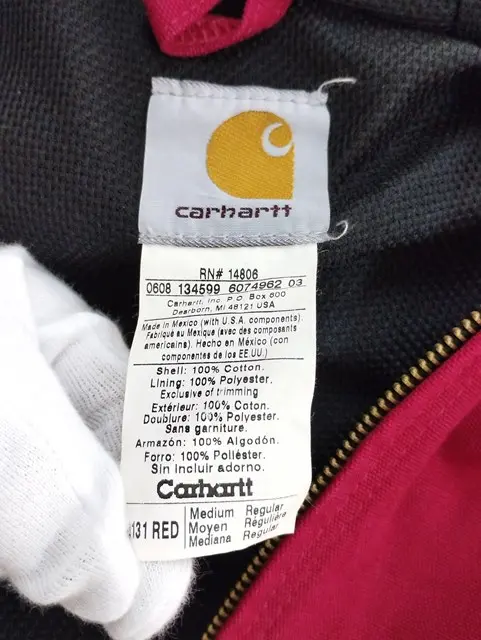 carhartt
RN# 14806
0608 134599 6074962 03
Carhartt, Inc. P.O. Box 600
Dearborn, MI 48121 USA
Made in Mexico (with U.S.A. components).
Fabriqué au Mexique (avec des composants
americains). Hecho en México (con
componentes de los EE.UU.)
Shell: 100% Cotton.
Lining: 100% Polyester.
Exclusive of trimming
Extérieur: 100% Coton.
Doublure: 100% Polyester.
Sans garniture.
Armazón: 100% Algodón.
Forro: 100% Poliéster.
Sin incluir adorno.
Carhartt
131 RED
Medium Regular
Moyen Régulière
Mediana Regular